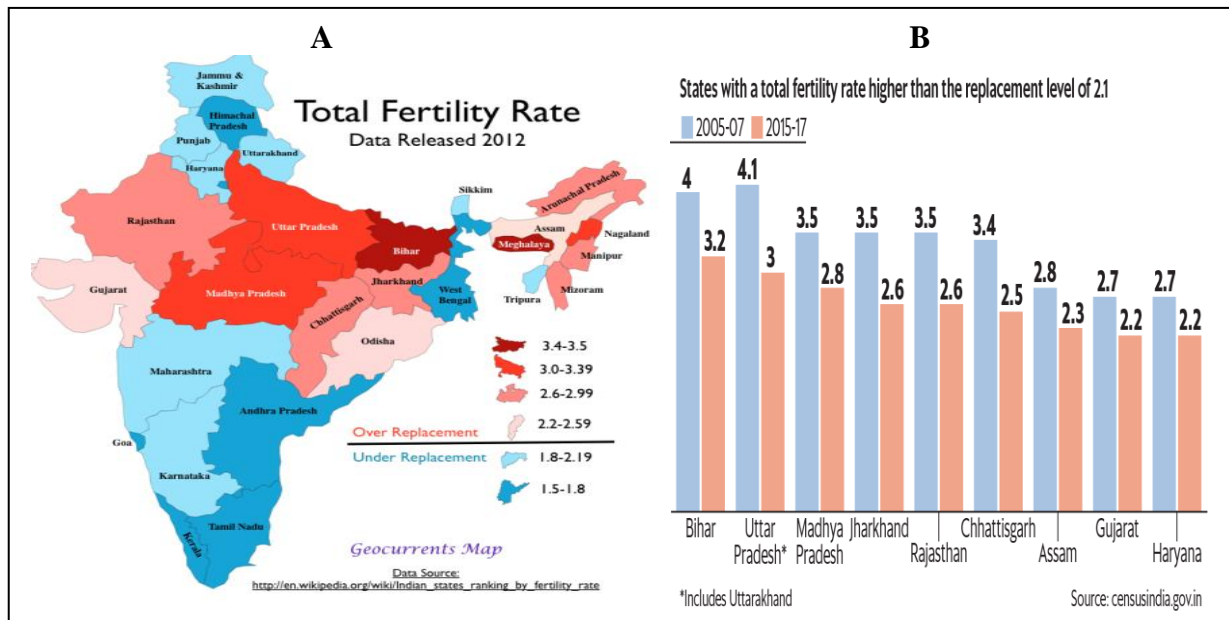 A
Total Fertility Rate
Data Released 2012
Jammu &
Kashmir
Himachal
Pradesh
Punjab
Uttarakhand
Haryana
Sikkim
Arunachal Pradesh
Rajasthan
Uttar Pradesh
Assam
Nagaland
Bihar
Meghalaya
Manipur
Gujarat
Madhya Pradesh
Jharkhand
West
Bengal
Tripura
Mizoram
Chhattisgarh
Odisha
Maharashtra
3.4-3.5
3.0-3.39
2.6-2.99
2.2-2.59
Over Replacement
Under Replacement
1.8-2.19
1.5-1.8
Andhra Pradesh
Goa
Karnataka
Tamil Nadu
Kerala
Geocurrents Map
Data Source:
http://en.wikipedia.org/wiki/Indian_states_ranking_by_fertility_rate
B
States with a total fertility rate higher than the replacement level of 2.1
2005-07 2015-17
4 3.2 4.1 3 3.5 2.8 3.5 2.6 3.5 2.6 3.4 2.5 2.8 2.3 2.7 2.2 2.7 2.2
Bihar
Uttar
Pradesh*
Madhya
Pradesh
Jharkhand
Rajasthan
Chhattisgarh
Assam
Gujarat
Haryana
*Includes Uttarakhand
Source: censusindia.gov.in